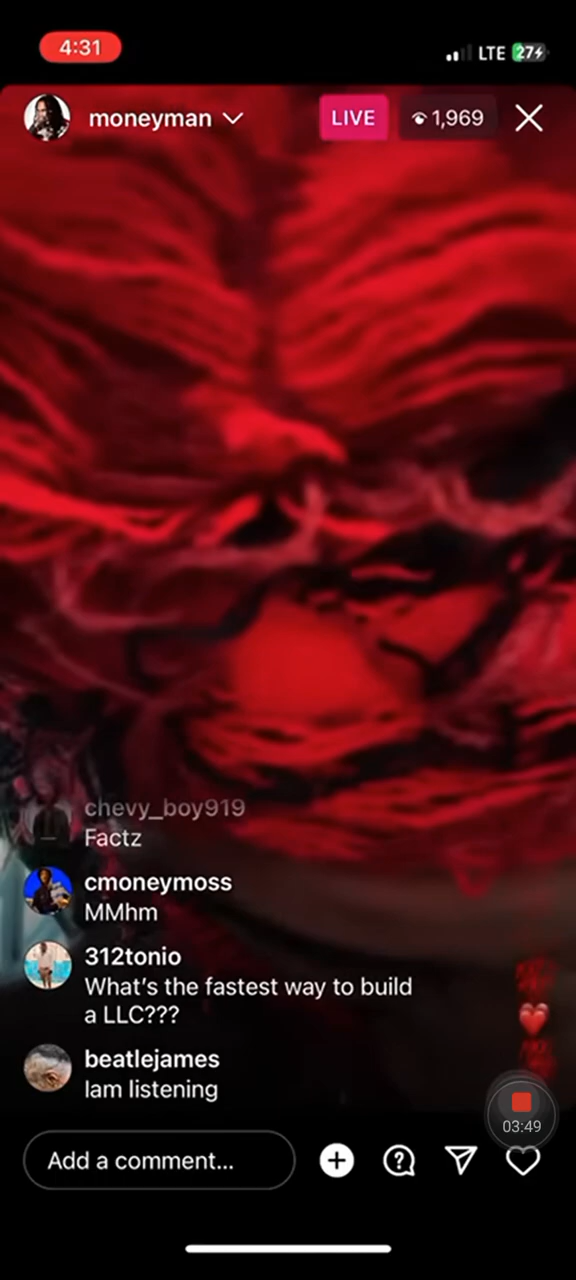 4:31
LTE 27
moneyman LIVE 1,969
chevy_boy919
Factz
cmoneymoss
MMhm
312tonio
What's the fastest way to build
a LLC???
beatlejames
Iam listening
03:49
Add a comment...